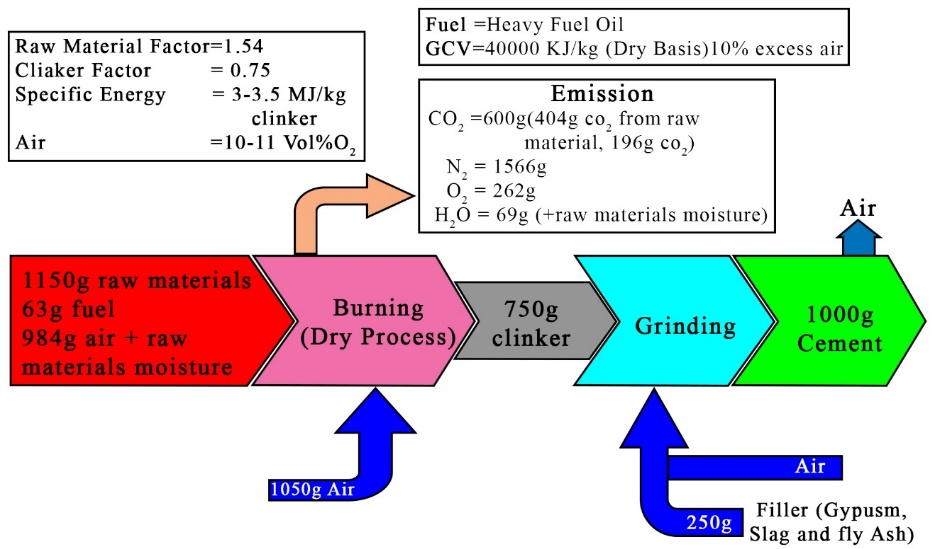 Raw Material Factor=1.54
Cliaker Factor = 0.75
Specific Energy = 3-3.5 MJ/kg
clinker
Air =10-11 Vol%O₂
Fuel =Heavy Fuel Oil
GCV=40000 KJ/kg (Dry Basis)10% excess air
Emission
CO₂ =600g(404g co₂ from raw
material, 196g co₂)
N₂ = 1566g
O₂ = 262g
H₂O = 69g (+raw materials moisture)
Air
1150g raw materials
63g fuel
984g air + raw
materials moisture
Burning
(Dry Process)
750g
clinker
Grinding
1000g
Cement
1050g Air
Air
250g
Filler (Gypusm,
Slag and fly Ash)